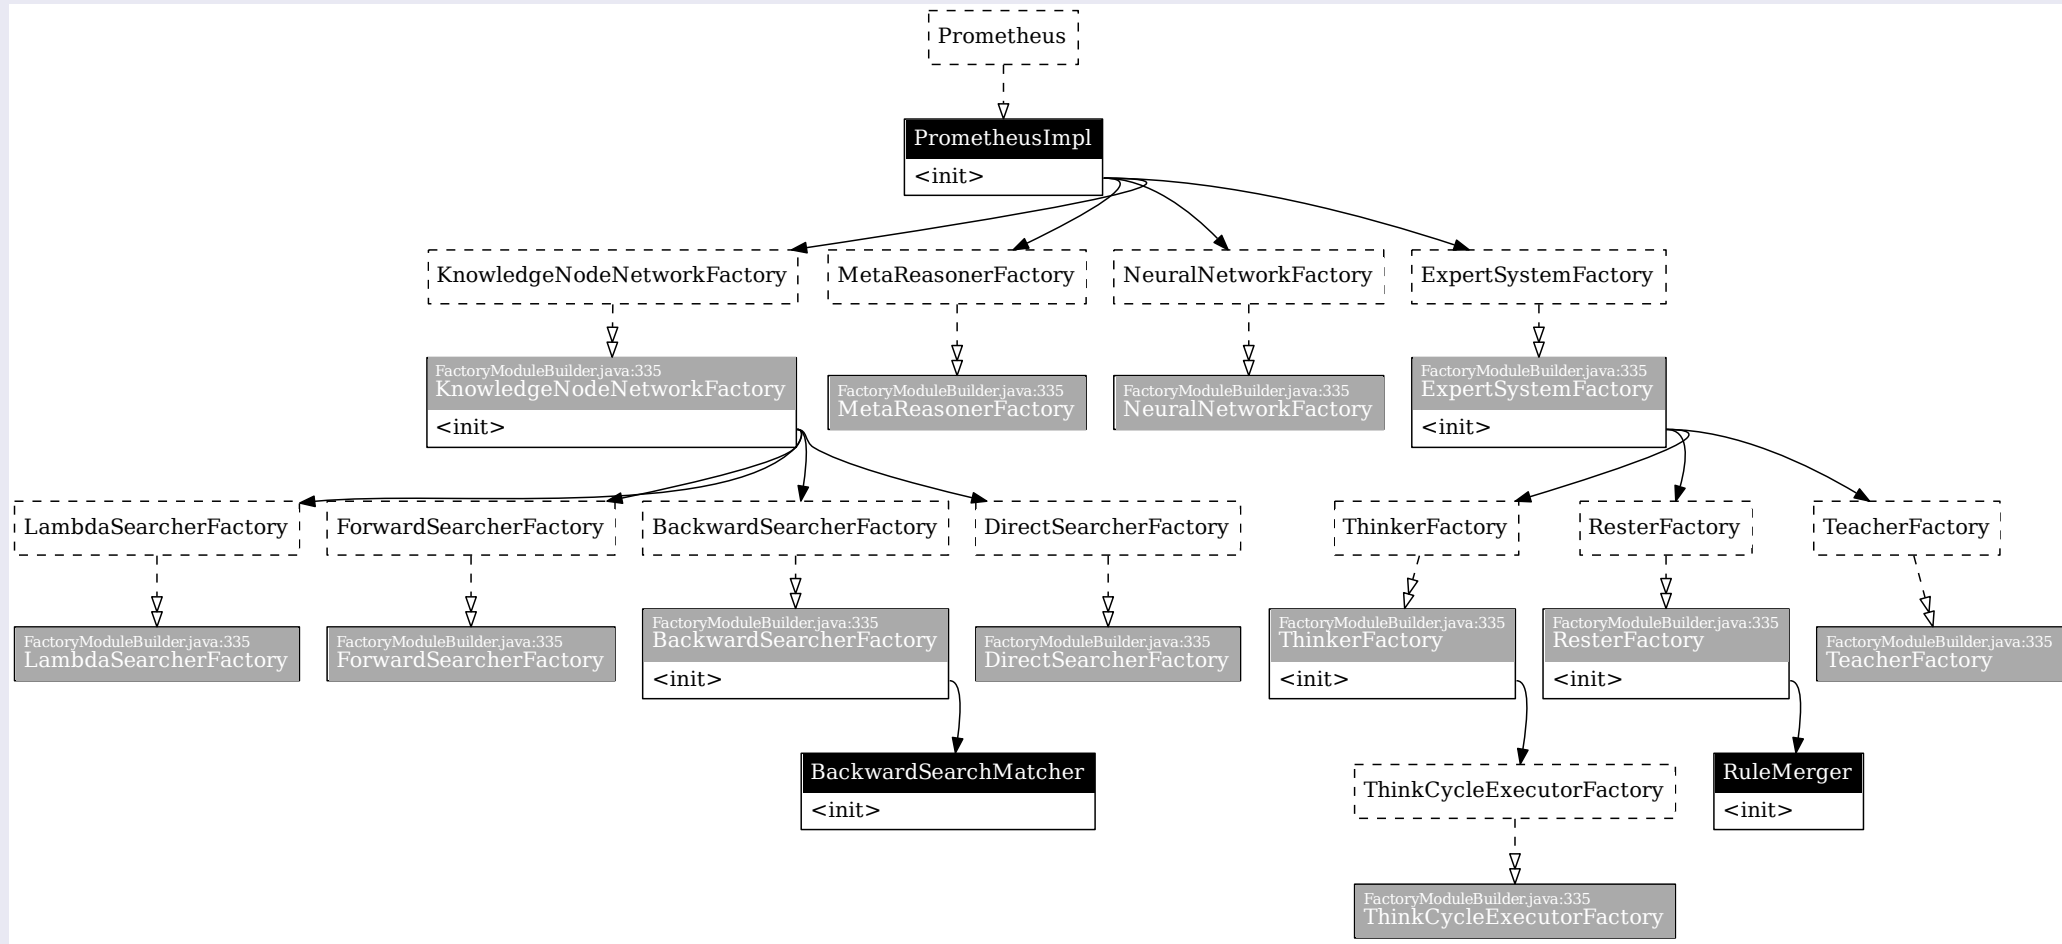 Prometheus
PrometheusImpl
<init>
KnowledgeNodeNetworkFactory
MetaReasonerFactory
NeuralNetworkFactory
ExpertSystemFactory
FactoryModuleBuilder.java:335
KnowledgeNodeNetworkFactory
<init>
FactoryModuleBuilder.java:335
MetaReasonerFactory
FactoryModuleBuilder.java:335
NeuralNetworkFactory
FactoryModuleBuilder.java:335
ExpertSystemFactory
<init>
LambdaSearcherFactory
ForwardSearcherFactory
BackwardSearcherFactory
DirectSearcherFactory
ThinkerFactory
ResterFactory
TeacherFactory
FactoryModuleBuilder.java:335
LambdaSearcherFactory
FactoryModuleBuilder.java:335
ForwardSearcherFactory
FactoryModuleBuilder.java:335
BackwardSearcherFactory
<init>
FactoryModuleBuilder.java:335
DirectSearcherFactory
FactoryModuleBuilder.java:335
ThinkerFactory
<init>
FactoryModuleBuilder.java:335
ResterFactory
<init>
FactoryModuleBuilder.java:335
TeacherFactory
BackwardSearchMatcher
<init>
ThinkCycleExecutorFactory
RuleMerger
<init>
FactoryModuleBuilder.java:335
ThinkCycleExecutorFactory